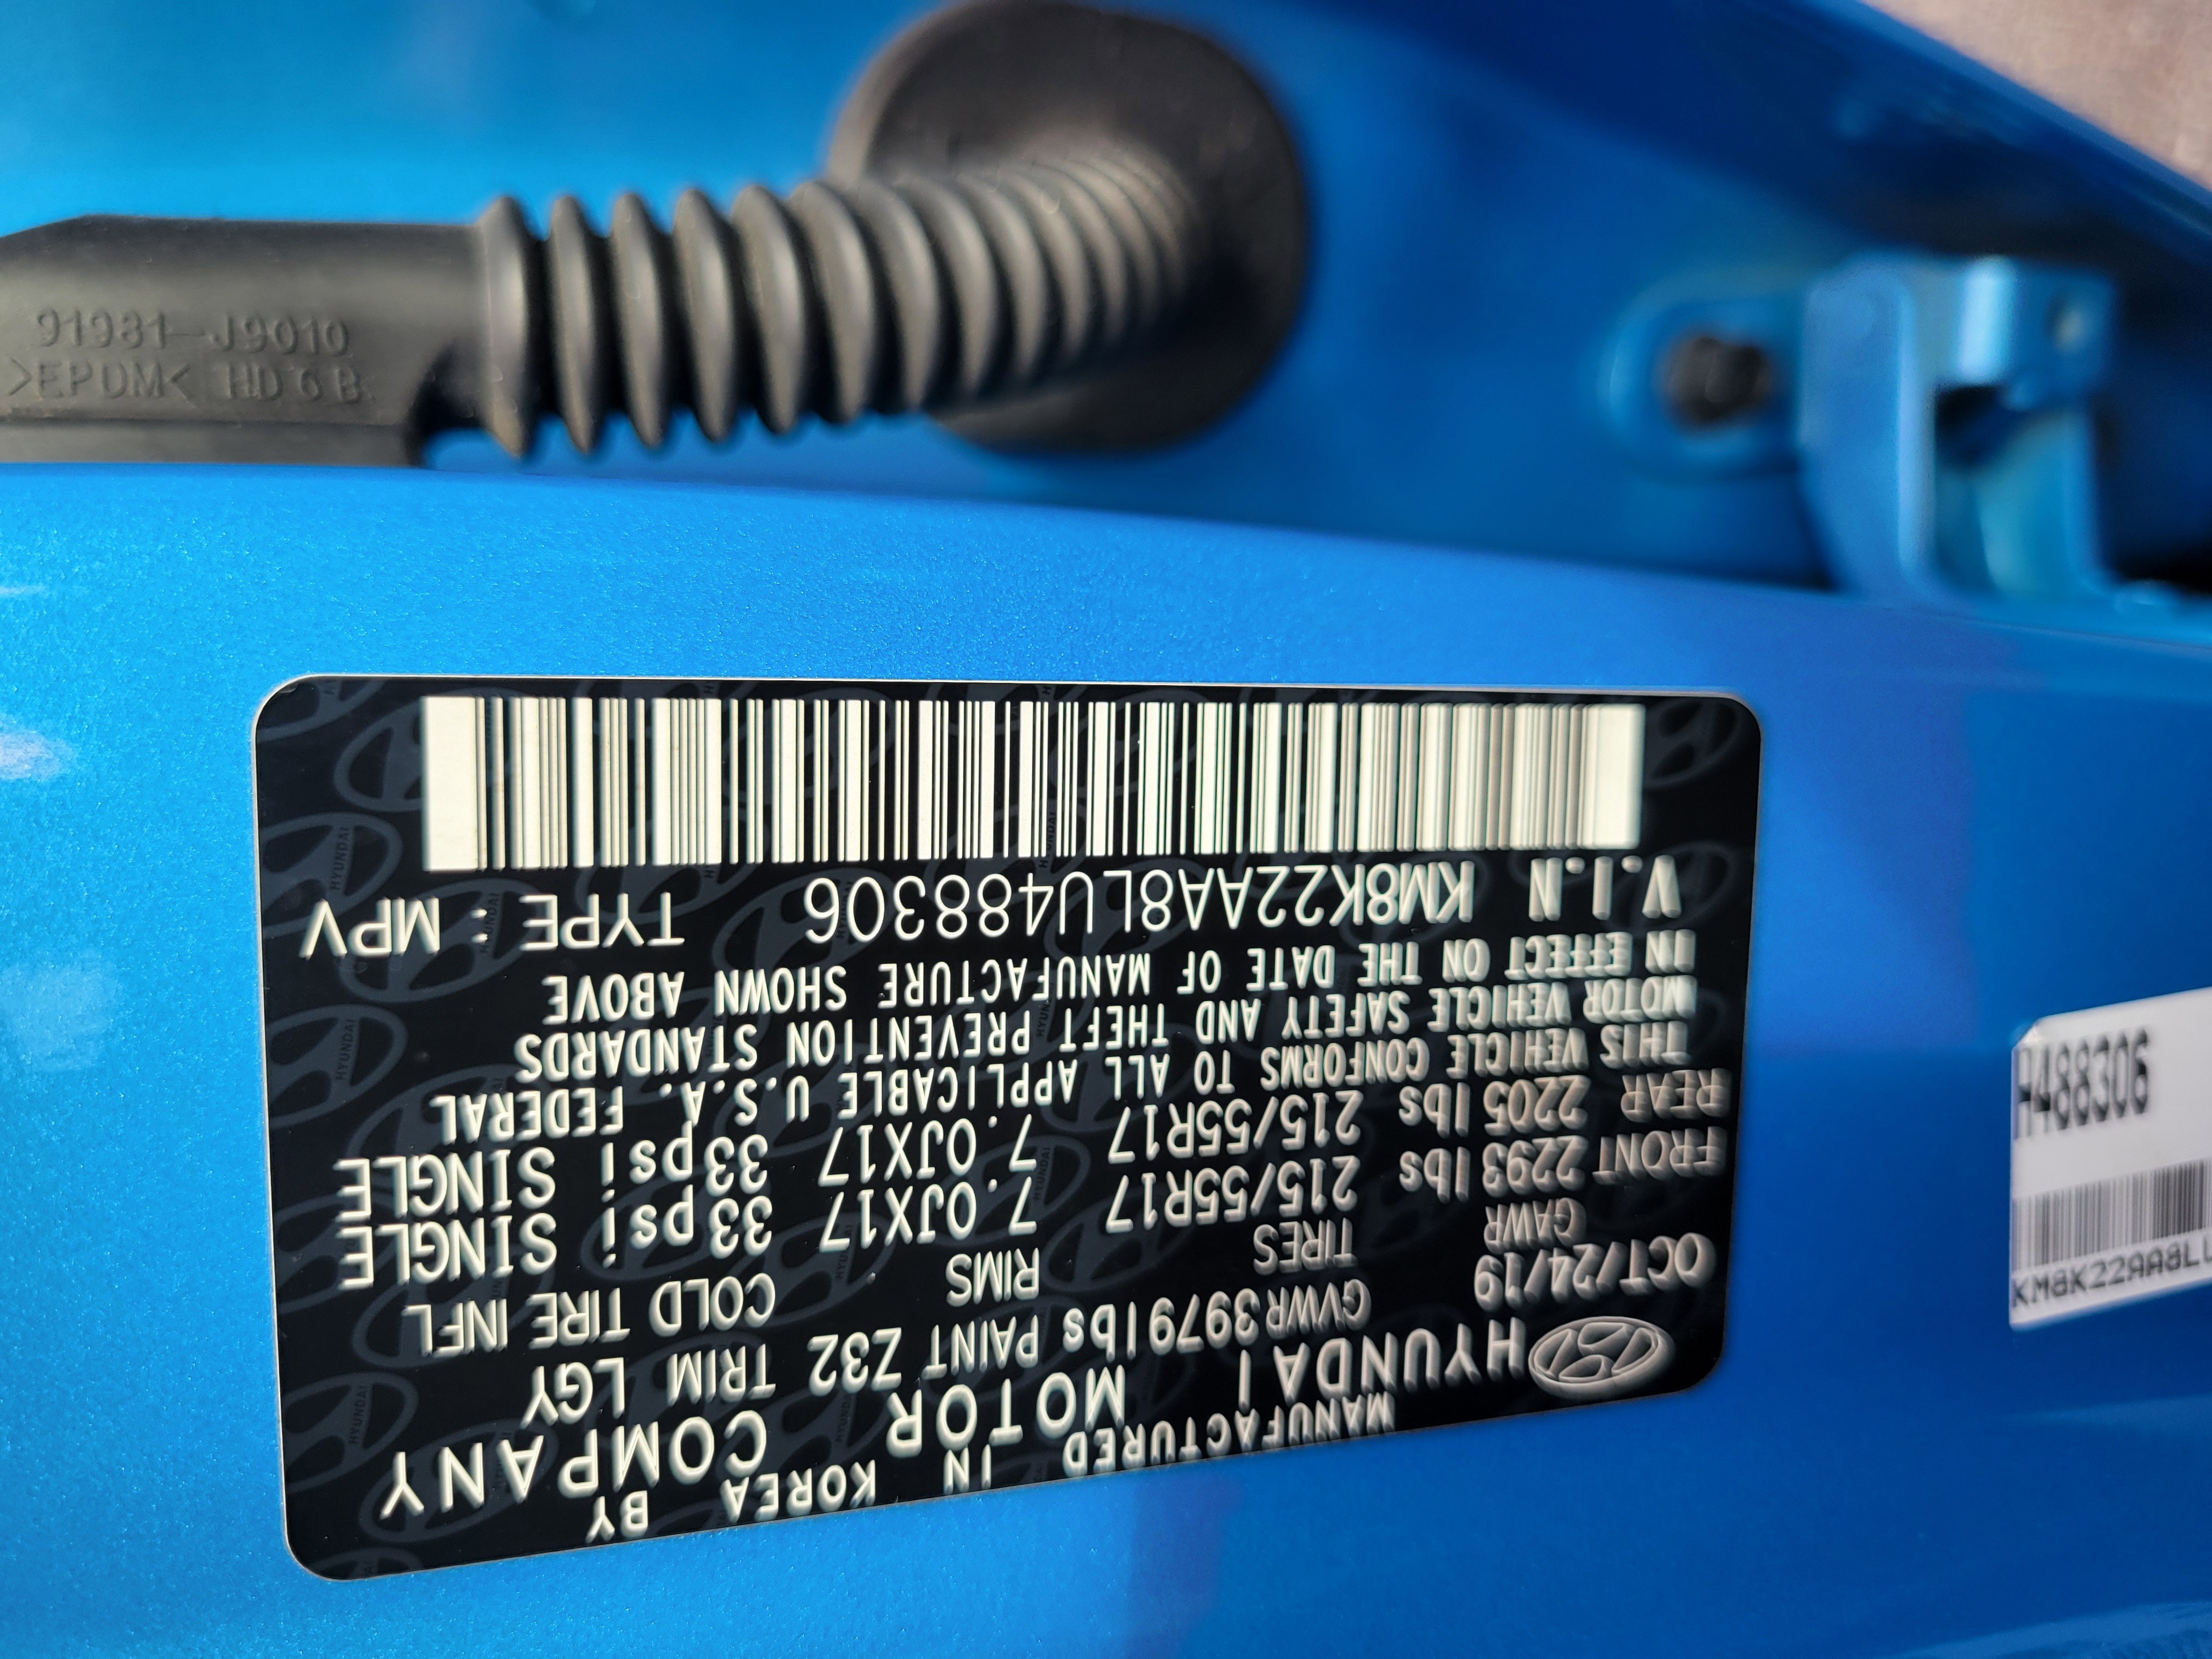 91981-J9010
>EPDM< HD 6 B
MANUFACTURED IN KOREA BY
HYUNDAI MOTOR COMPANY
OCT/24/19 GVWR 3979 lbs PAINT Z32 TRIM LGY
GAWR TIRES RIMS COLD TIRE INFL
FRONT 2293 lbs 215/55R17 7.0JX17 33psi SINGLE
REAR 2205 lbs 215/55R17 7.0JX17 33psi SINGLE
THIS VEHICLE CONFORMS TO ALL APPLICABLE U.S.A. FEDERAL
MOTOR VEHICLE SAFETY AND THEFT PREVENTION STANDARDS
IN EFFECT ON THE DATE OF MANUFACTURE SHOWN ABOVE
V.I.N KM8K22AA8LU488306 TYPE : MPV
H488306
KM8K22AA8LU